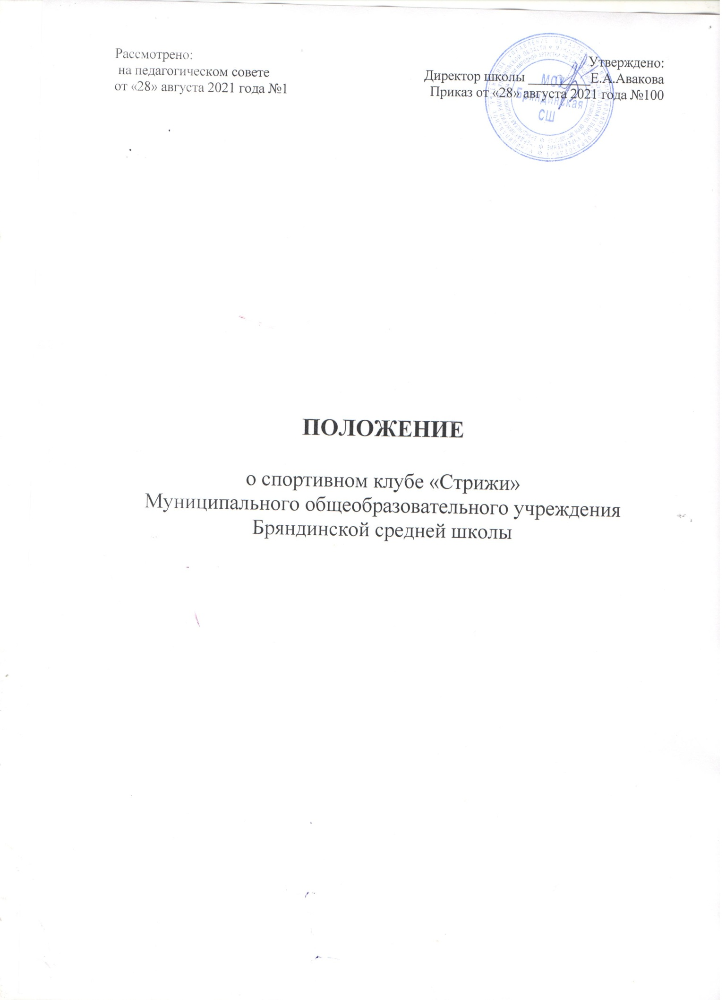 Рассмотрено:
на педагогическом совете
от «28» августа 2021 года №1
Утверждено:
Директор школы __________Е.А.Авакова
Приказ от «28» августа 2021 года №100
МОУ
Бряндинская
СШ
ПОЛОЖЕНИЕ
о спортивном клубе «Стрижи»
Муниципального общеобразовательного учреждения
Бряндинской средней школы